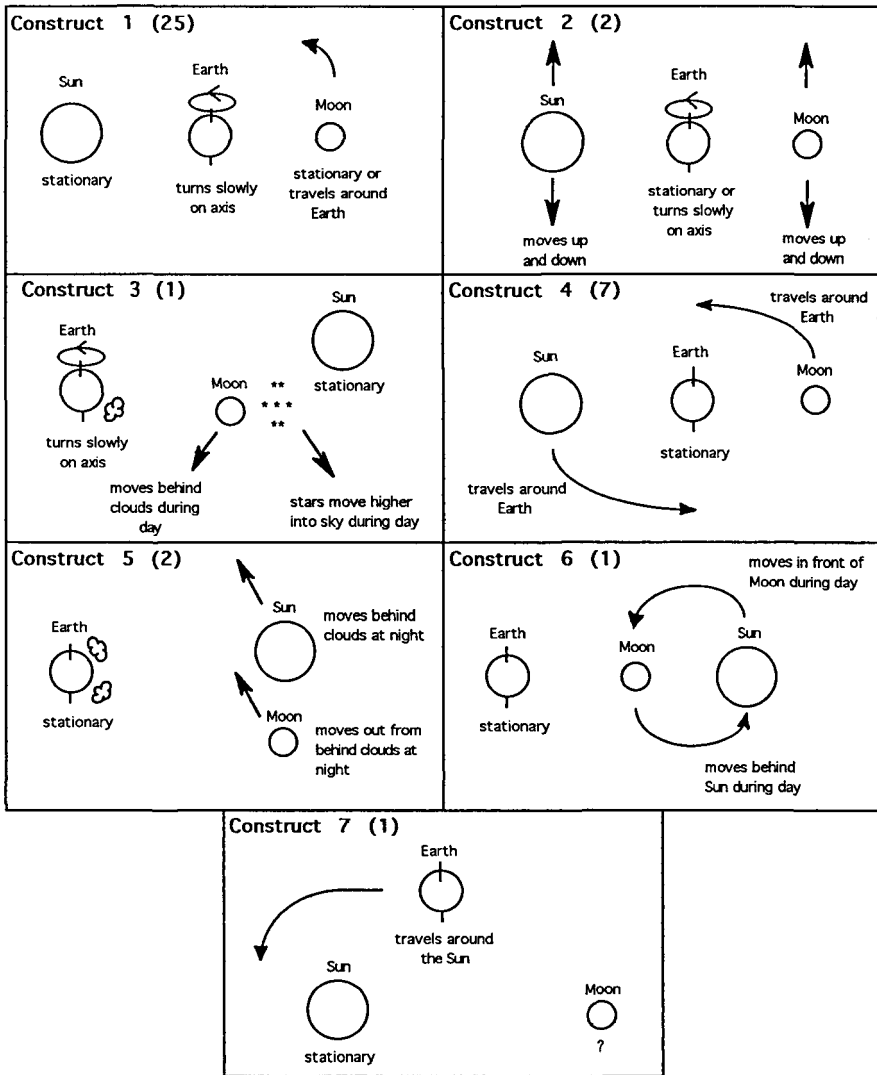 Construct 1 (25)
Sun
stationary
Earth
turns slowly
on axis
Moon
stationary or
travels around
Earth
Construct 2 (2)
Sun
moves up
and down
Earth
stationary or
turns slowly
on axis
Moon
moves up
and down
Construct 3 (1)
Earth
turns slowly
on axis
Moon
moves behind
clouds during
day
**
***
**
stars move higher
into sky during day
Sun
stationary
Construct 4 (7)
Sun
travels around
Earth
Earth
stationary
travels around
Earth
Moon
Construct 5 (2)
Earth
stationary
Sun
moves behind
clouds at night
Moon
moves out from
behind clouds at
night
Construct 6 (1)
Earth
stationary
moves in front of
Moon during day
Moon
Sun
moves behind
Sun during day
Construct 7 (1)
Earth
travels around
the Sun
Sun
stationary
Moon
?